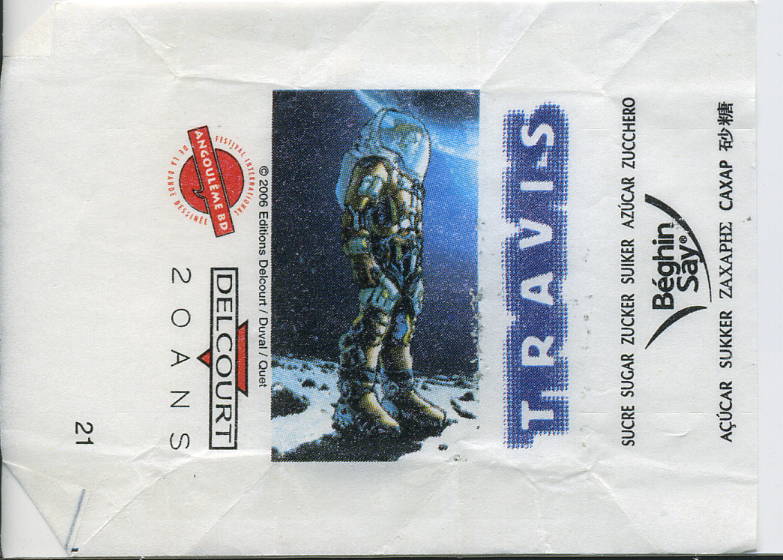 TRAVIS
SUCRE SUGAR ZUCKER SUIKER AZÚCAR ZUCCHERO
Béghin
Say®
AÇÚCAR SUKKER ΖΑΧΑΡΗΣ САХАР 砂糖
© 2006 Editions Delcourt / Duval / Quet
FESTIVAL INTERNATIONAL
ANGOULÊME BD
DE LA BANDE DESSINÉE
DELCOURT
20 ANS
21